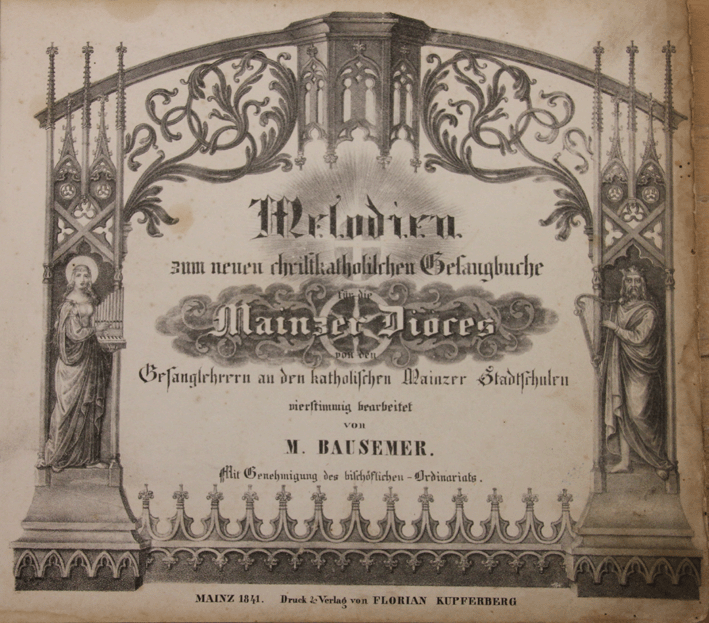 Melodien
zum neuen christkatholischen Gesangbuche
für die
Mainzer Diöces
von den
Gesanglehrern an den katholischen Mainzer Stadtschulen
vierstimmig bearbeitet
von
M. BAUSEMER.
Mit Genehmigung des bischöflichen-Ordinariats.
MAINZ 1841. Druck & Verlag von FLORIAN KUPFERBERG